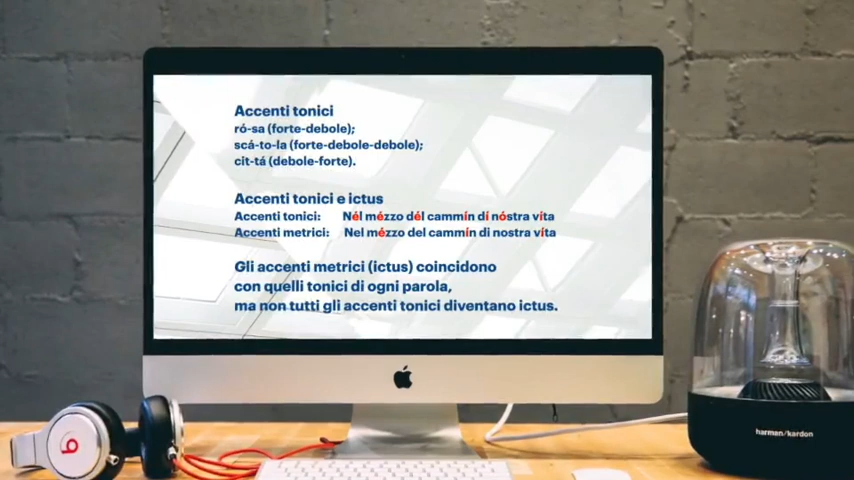 Accenti tonici
ró-sa (forte-debole);
scá-to-la (forte-debole-debole);
cit-tá (debole-forte).
Accenti tonici e ictus
Accenti tonici: Nél mézzo dél cammín dí nóstra víta
Accenti metrici: Nel mézzo del cammín di nostra víta
Gli accenti metrici (ictus) coincidono
con quelli tonici di ogni parola,
ma non tutti gli accenti tonici diventano ictus.
harman/kardon